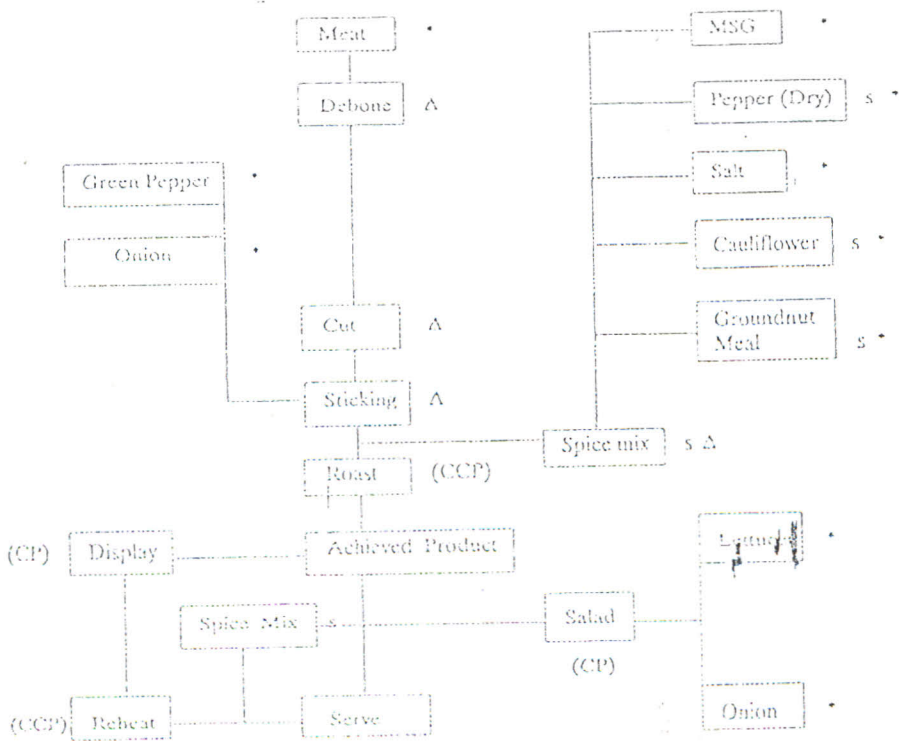 Meat *
MSG *
Debone Δ
Pepper (Dry) s *
Salt *
Green Pepper *
Onion *
Cauliflower s *
Cut Δ
Groundnut
Meal s *
Sticking Δ
Spice mix s Δ
Roast (CCP)
(CP) Display
Achieved Product
Lettuce *
Spice Mix s
Salad
(CP)
(CCP) Reheat
Serve
Onion *